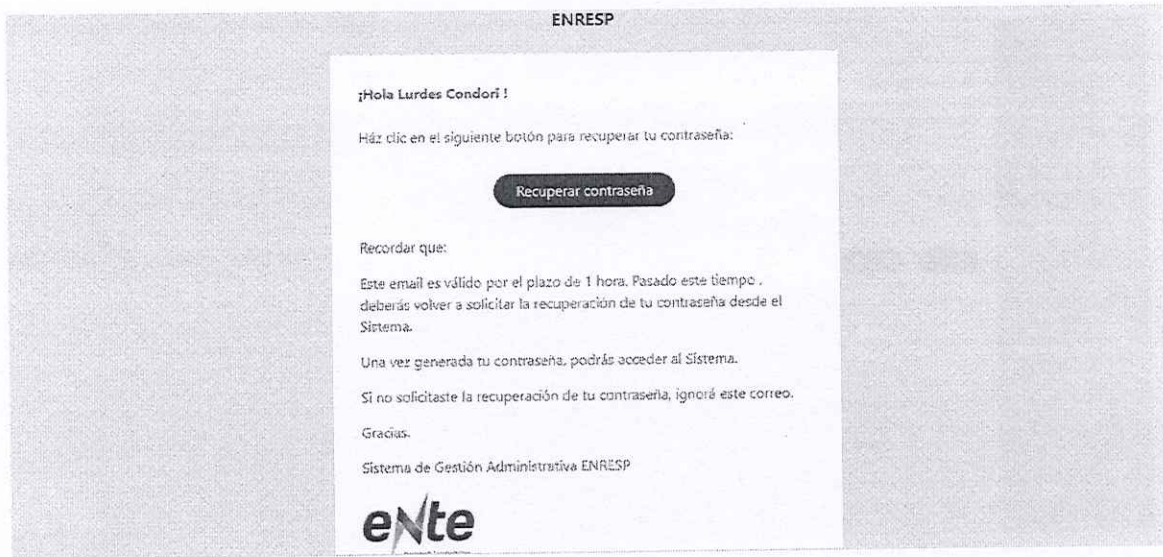 ENRESP
¡Hola Lurdes Condori !
Ház clic en el siguiente botón para recuperar tu contraseña:
Recuperar contraseña
Recordar que:
Este email es válido por el plazo de 1 hora. Pasado este tiempo ,
deberás volver a solicitar la recuperación de tu contraseña desde el
Sistema.
Una vez generada tu contraseña, podrás acceder al Sistema.
Si no solicitaste la recuperación de tu contraseña, ignorá este correo.
Gracias.
Sistema de Gestión Administrativa ENRESP
eNte